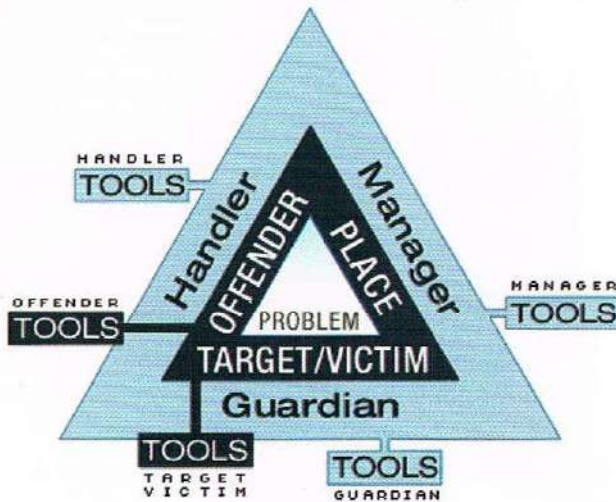 HANDLER
TOOLS
Handler
Manager
OFFENDER
PLACE
MANAGER
TOOLS
OFFENDER
TOOLS
PROBLEM
TARGET/VICTIM
Guardian
TOOLS
TARGET
VICTIM
TOOLS
GUARDIAN